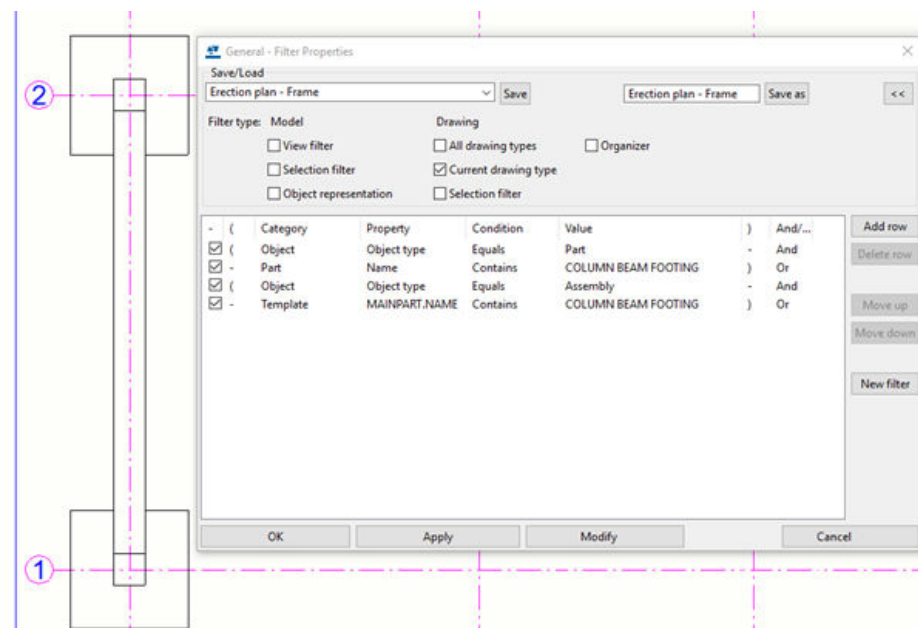 General - Filter Properties
Save/Load
Erection plan - Frame Save Erection plan - Frame Save as <<
Filter type: Model Drawing
View filter All drawing types Organizer
Selection filter Current drawing type
Object representation Selection filter
- ( Category Property Condition Value ) And/... Add row
( Object Object type Equals Part - And Delete row
- Part Name Contains COLUMN BEAM FOOTING ) Or
( Object Object type Equals Assembly - And
- Template MAINPART.NAME Contains COLUMN BEAM FOOTING ) Or Move up
Move down
New filter
OK Apply Modify Cancel
2
1